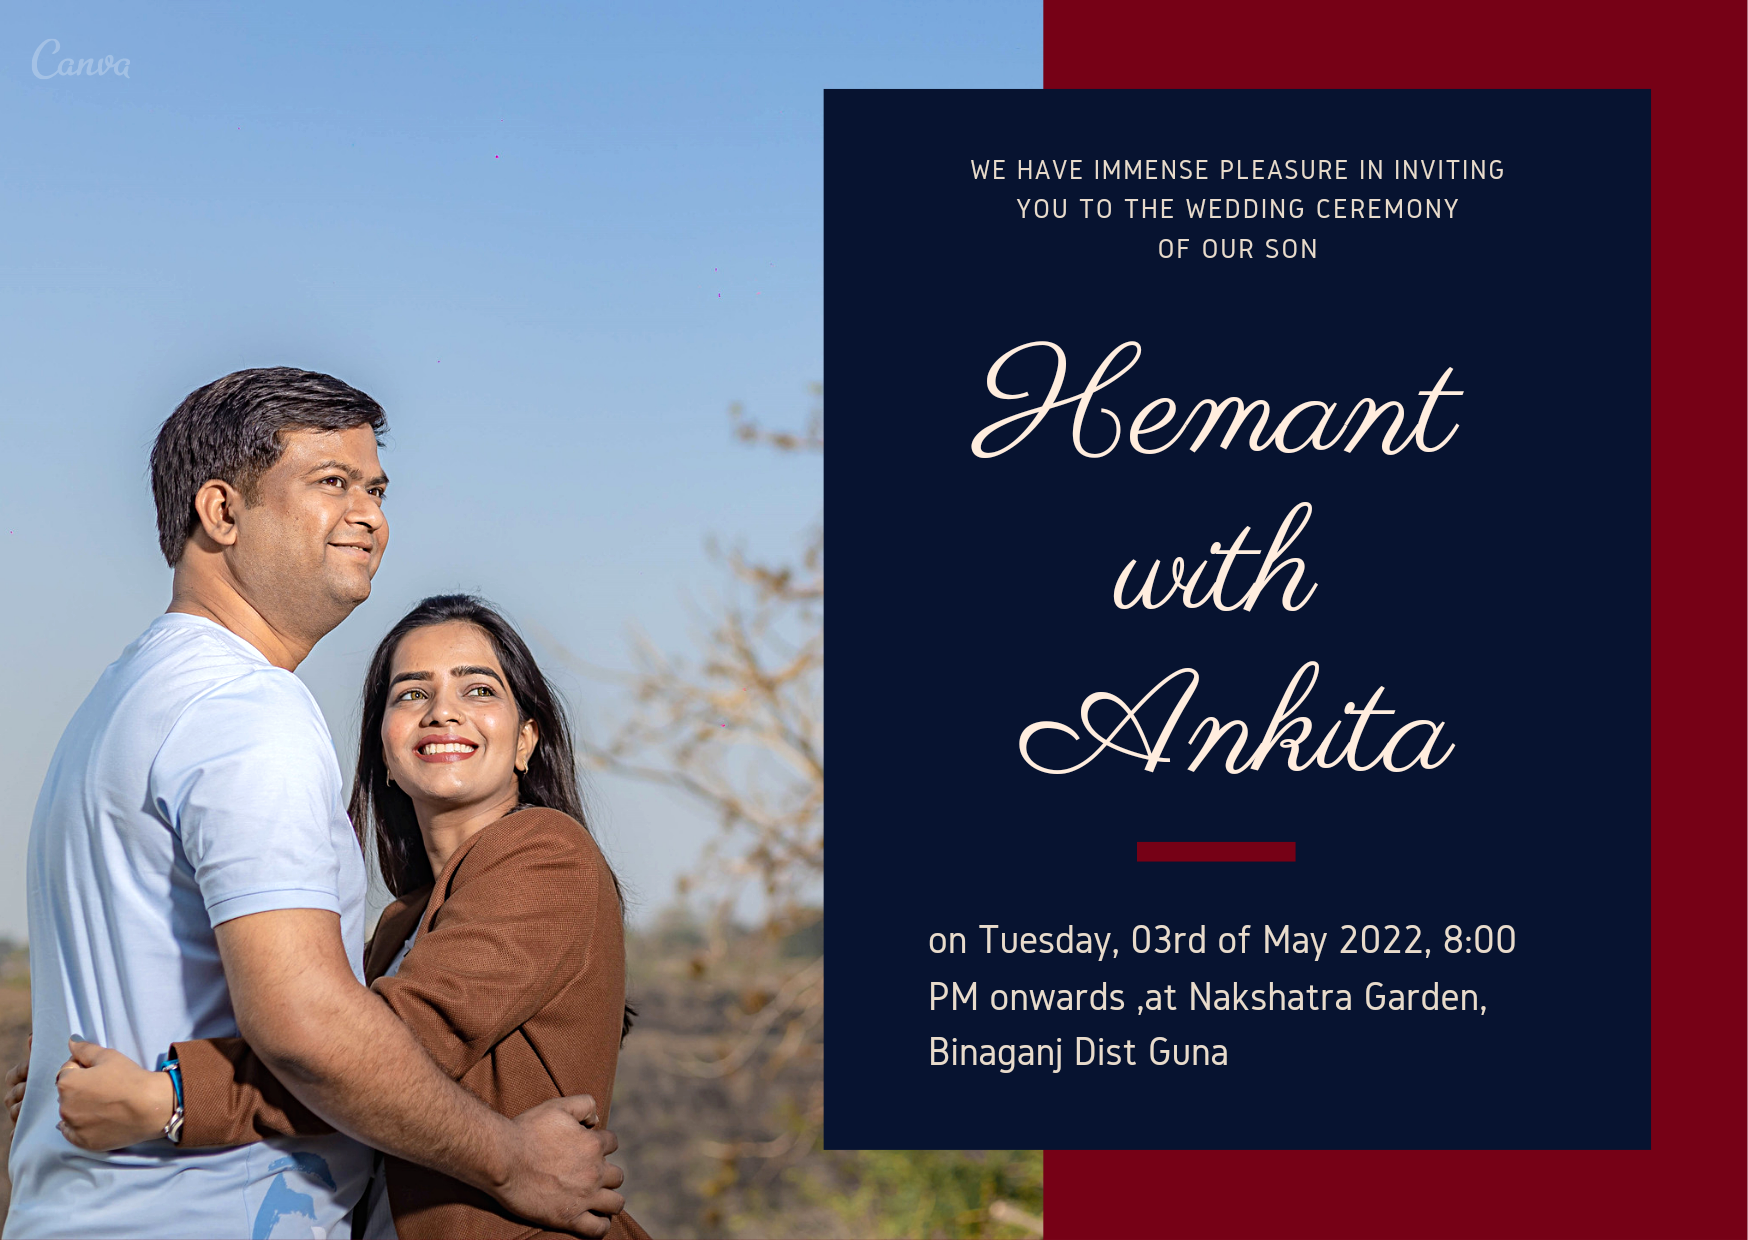 Canva
WE HAVE IMMENSE PLEASURE IN INVITING
YOU TO THE WEDDING CEREMONY
OF OUR SON
Hemant
with
Ankita
on Tuesday, 03rd of May 2022, 8:00
PM onwards ,at Nakshatra Garden,
Binaganj Dist Guna